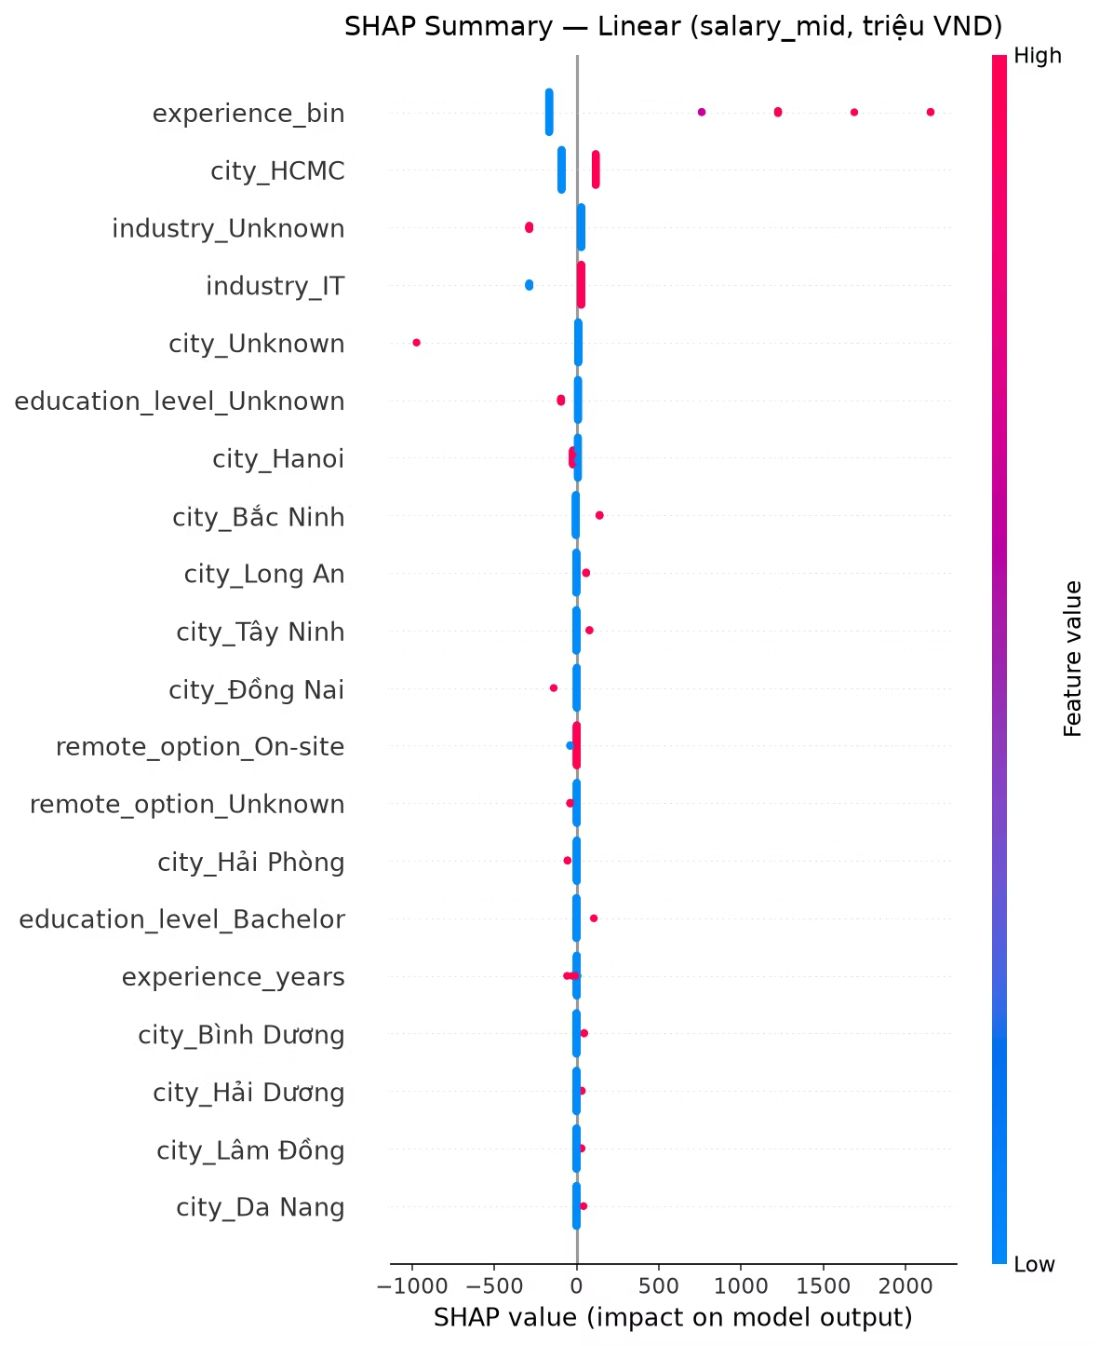 SHAP Summary — Linear (salary_mid, triệu VND)
High
experience_bin
city_HCMC
industry_Unknown
industry_IT
city_Unknown
education_level_Unknown
city_Hanoi
city_Bắc Ninh
city_Long An
city_Tây Ninh
city_Đồng Nai
remote_option_On-site
remote_option_Unknown
city_Hải Phòng
education_level_Bachelor
experience_years
city_Bình Dương
city_Hải Dương
city_Lâm Đồng
city_Da Nang
Feature value
Low
−1000 −500 0 500 1000 1500 2000
SHAP value (impact on model output)